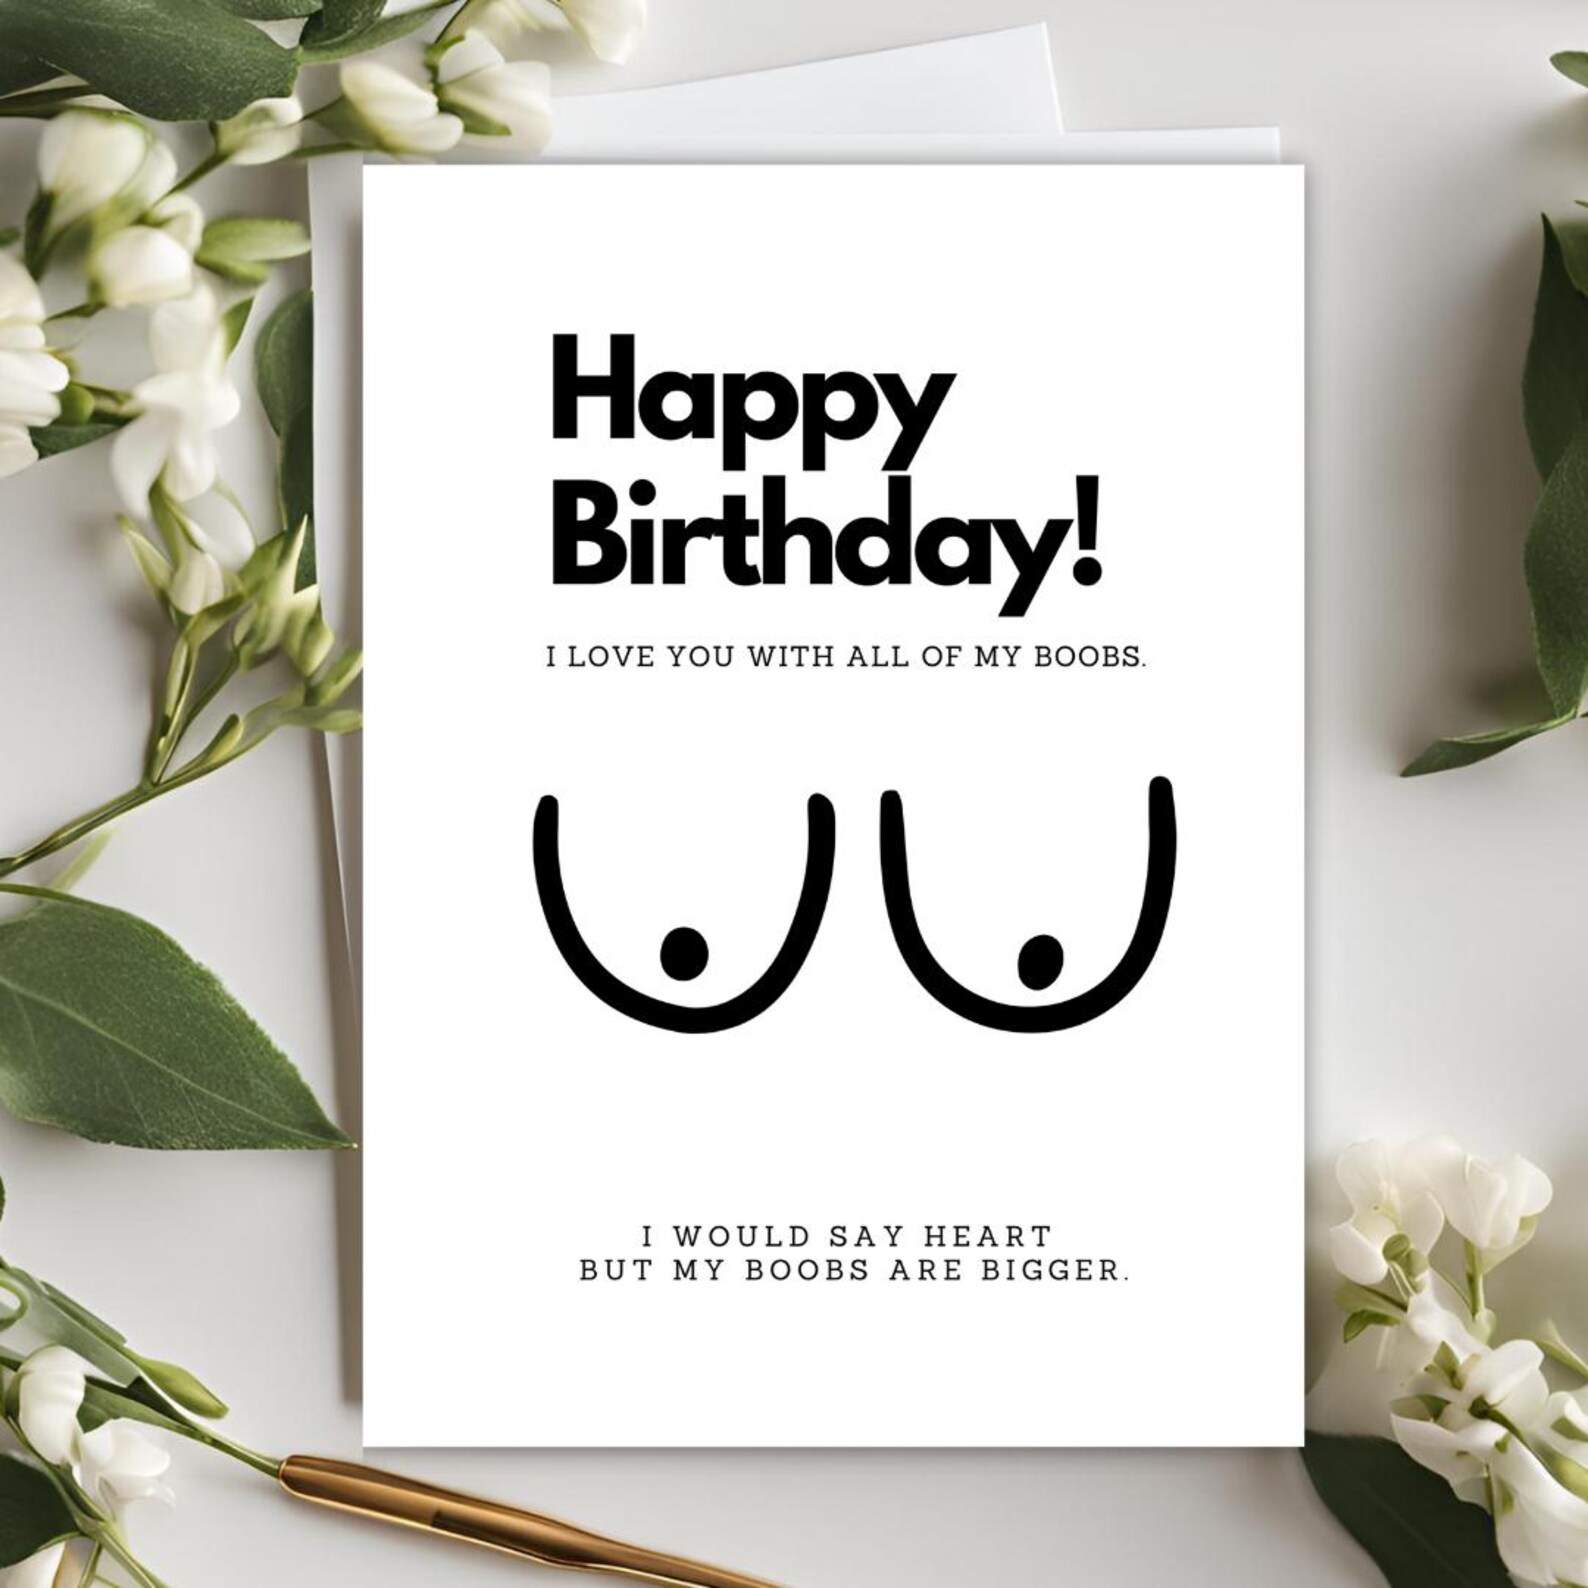 Happy
Birthday!
I LOVE YOU WITH ALL OF MY BOOBS.
I WOULD SAY HEART
BUT MY BOOBS ARE BIGGER.